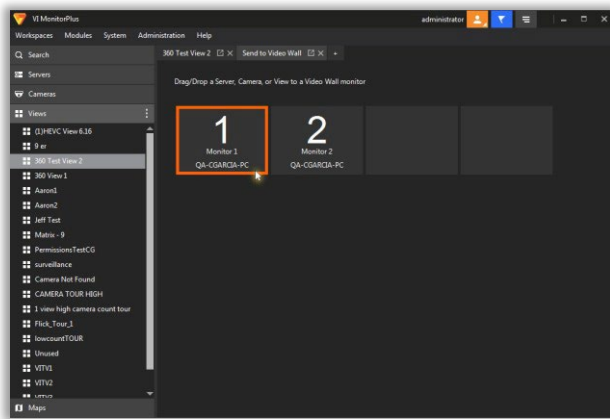 VI MonitorPlus
administrator
Workspaces Modules System Administration Help
Search
360 Test View 2 Send to Video Wall +
Servers
Drag/Drop a Server, Camera, or View to a Video Wall monitor
Cameras
Views
(1)HEVC View 6.16
9 er
360 Test View 2
360 View 1
Aaron1
Aaron2
Jeff Test
Matrix - 9
PermissionsTestCG
surveillance
Camera Not Found
CAMERA TOUR HIGH
1 view high camera count tour
Flick_Tour_1
lowcountTOUR
Unused
VITV1
VITV2
Maps
1
Monitor 1
QA-CGARCIA-PC
2
Monitor 2
QA-CGARCIA-PC